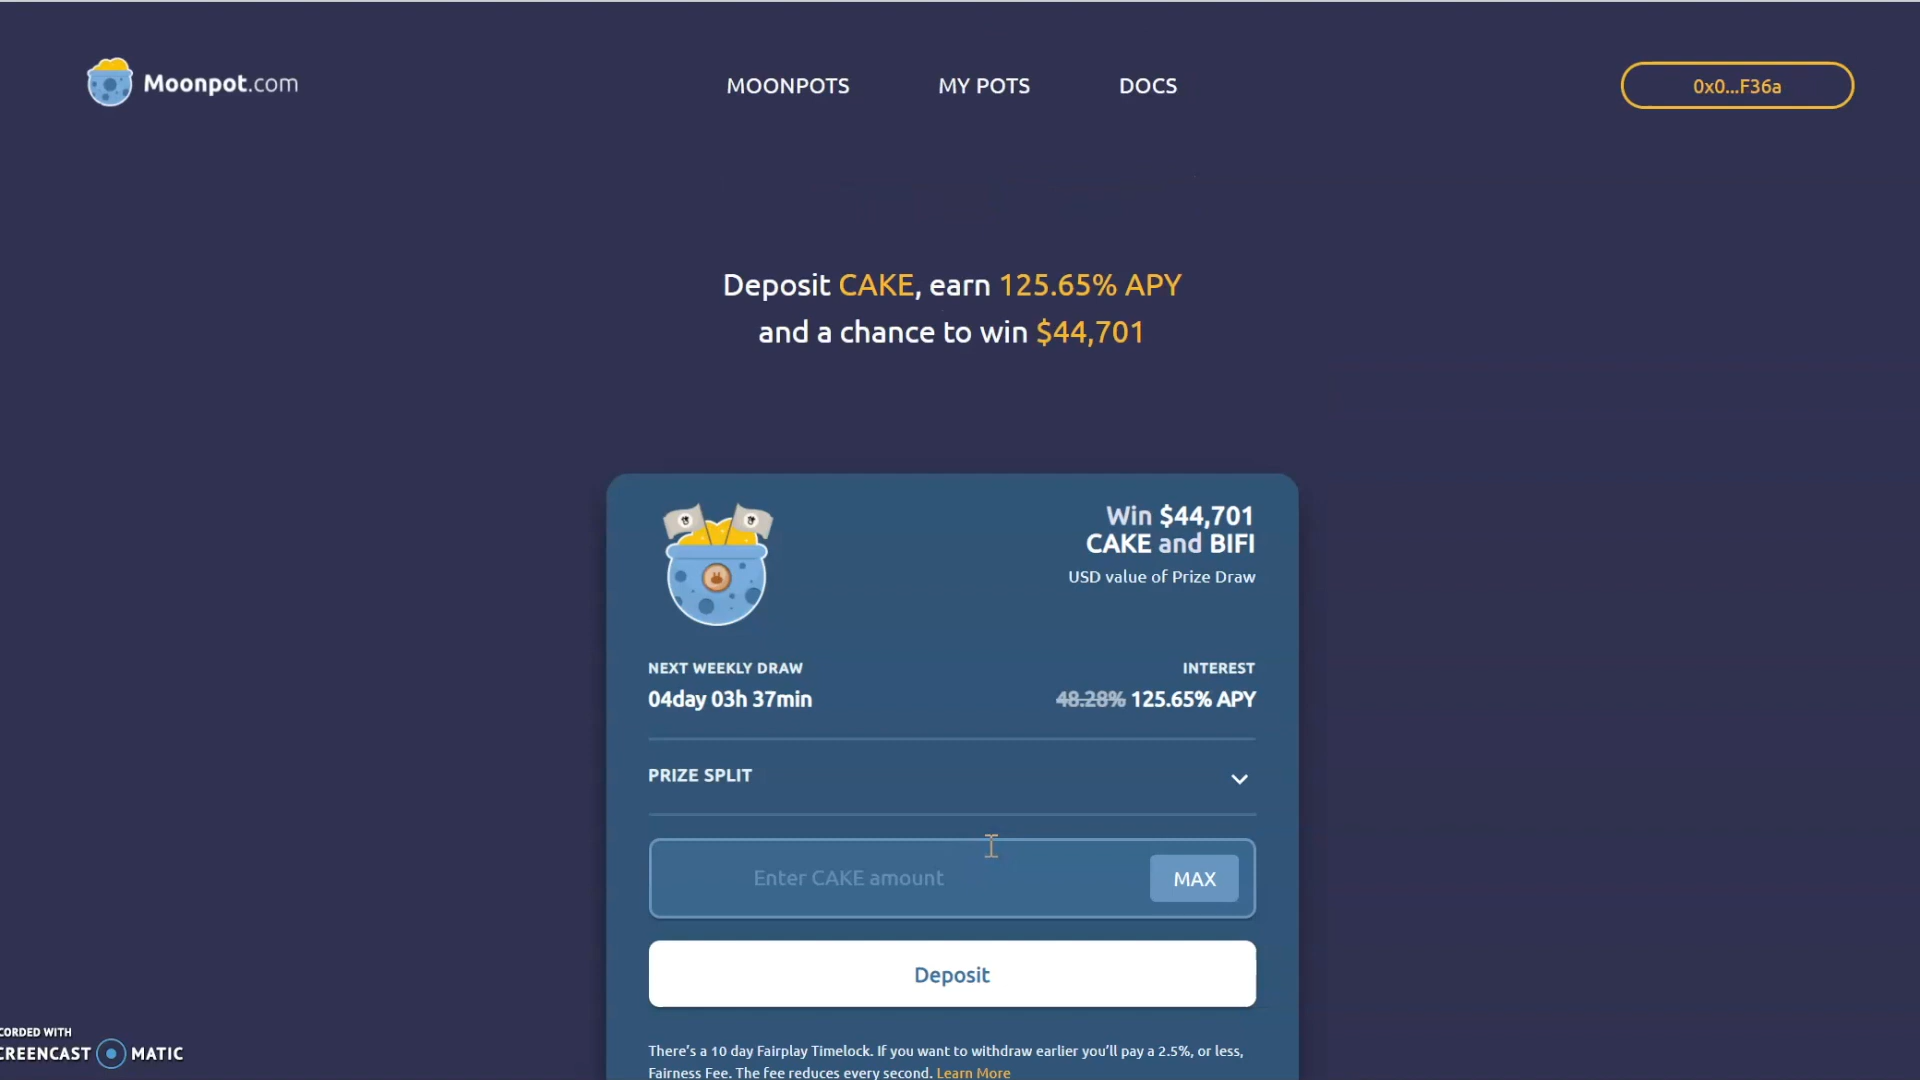 Moonpot.com
MOONPOTS
MY POTS
DOCS
0x0...F36a
Deposit CAKE, earn 125.65% APY
and a chance to win $44,701
Win $44,701
CAKE and BIFI
USD value of Prize Draw
NEXT WEEKLY DRAW
INTEREST
04day 03h 37min
48.28% 125.65% APY
PRIZE SPLIT
Enter CAKE amount
MAX
Deposit
There's a 10 day Fairplay Timelock. If you want to withdraw earlier you'll pay a 2.5%, or less,
Fairness Fee. The fee reduces every second. Learn More
CORDED WITH
CREENCAST MATIC